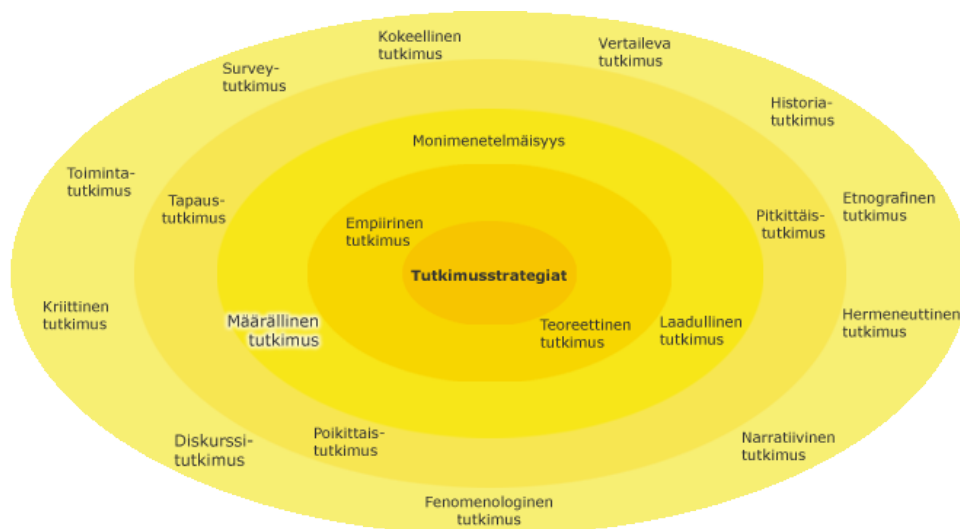 Kokeellinen
tutkimus
Vertaileva
tutkimus
Survey-
tutkimus
Historia-
tutkimus
Monimenetelmäisyys
Toiminta-
tutkimus
Tapaus-
tutkimus
Etnografinen
tutkimus
Pitkittäis-
tutkimus
Empiirinen
tutkimus
Tutkimusstrategiat
Kriittinen
tutkimus
Määrällinen
tutkimus
Teoreettinen
tutkimus
Laadullinen
tutkimus
Hermeneuttinen
tutkimus
Diskurssi-
tutkimus
Poikittais-
tutkimus
Narratiivinen
tutkimus
Fenomenologinen
tutkimus